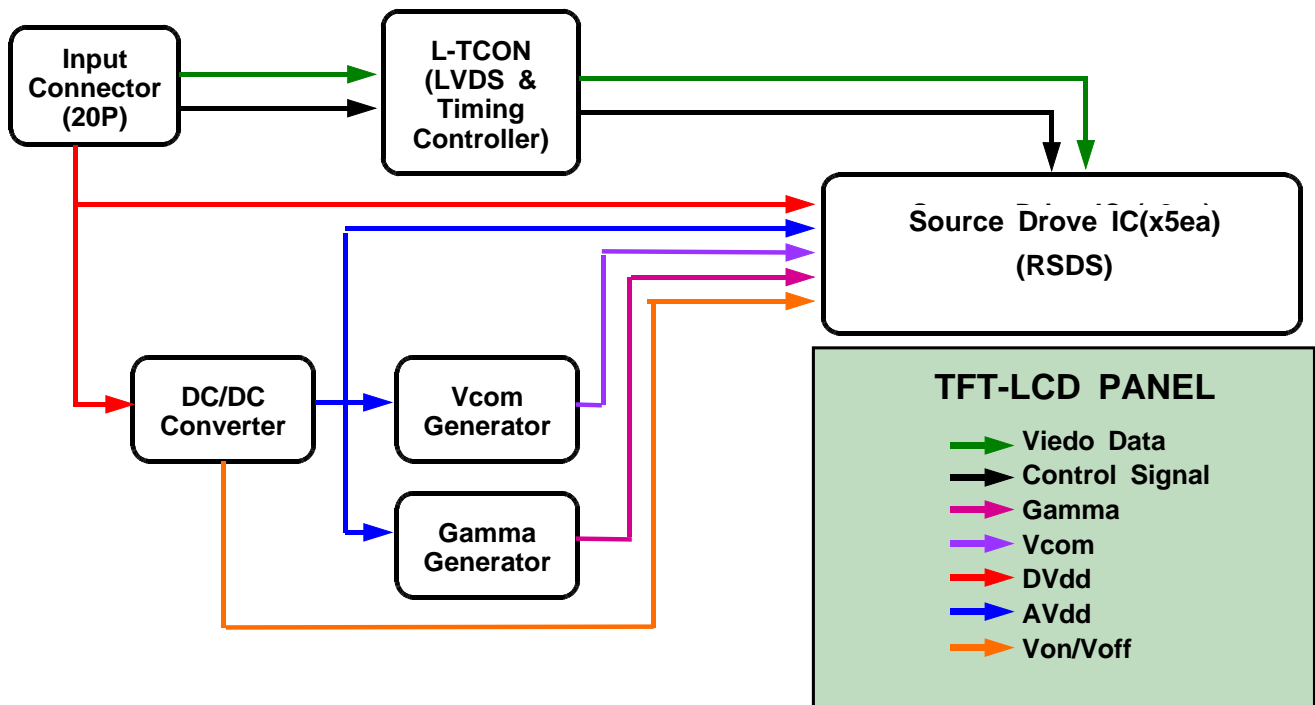 Input
Connector
(20P)
L-TCON
(LVDS & 
Timing
Controller)
Source Drove IC(x5ea)
(RSDS)
DC/DC
Converter
Vcom
Generator
Gamma
Generator
TFT-LCD PANEL
Viedo Data
Control Signal
Gamma
Vcom
DVdd
AVdd
Von/Voff